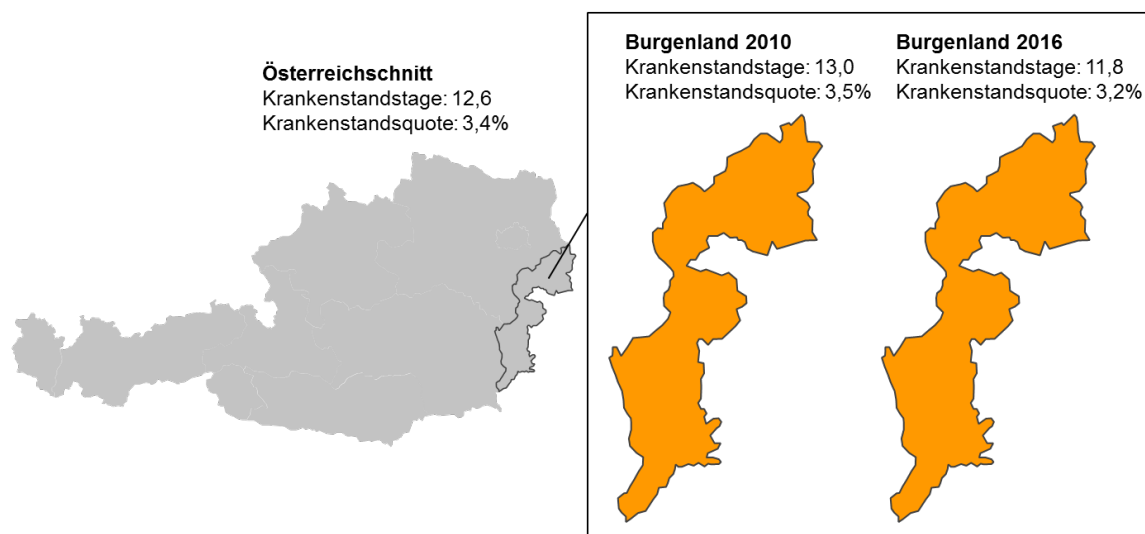 Österreichschnitt
Krankenstandstage: 12,6
Krankenstandsquote: 3,4%
Burgenland 2010
Krankenstandstage: 13,0
Krankenstandsquote: 3,5%
Burgenland 2016
Krankenstandstage: 11,8
Krankenstandsquote: 3,2%